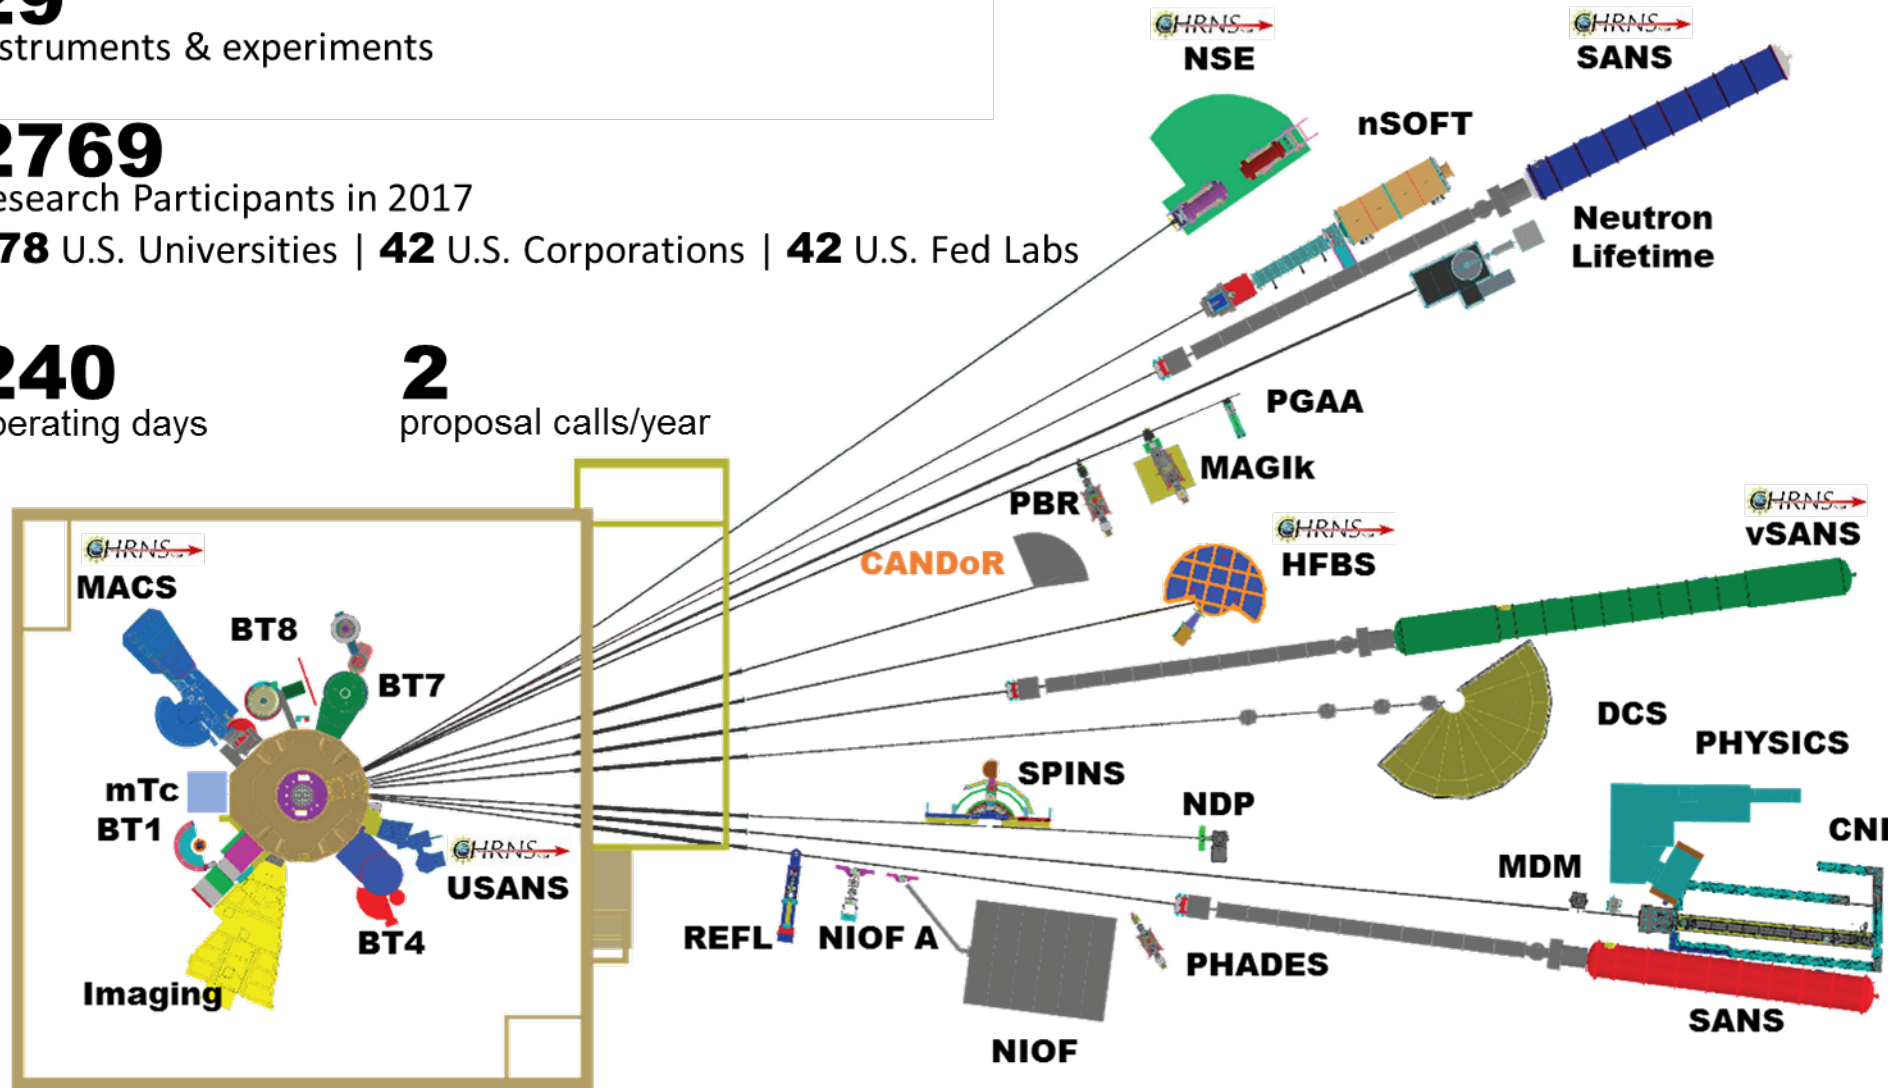 29
struments & experiments
2769
esearch Participants in 2017
78 U.S. Universities | 42 U.S. Corporations | 42 U.S. Fed Labs
240
perating days
2
proposal calls/year
CHRNS
NSE
CHRNS
SANS
nSOFT
Neutron
Lifetime
PGAA
MAGIk
PBR
CANDoR
CHRNS
HFBS
CHRNS
vSANS
CHRNS
MACS
BT8
BT7
mTc
BT1
CHRNS
USANS
BT4
Imaging
SPINS
NDP
DCS
PHYSICS
MDM
REFL
NIOF A
PHADES
SANS
NIOF